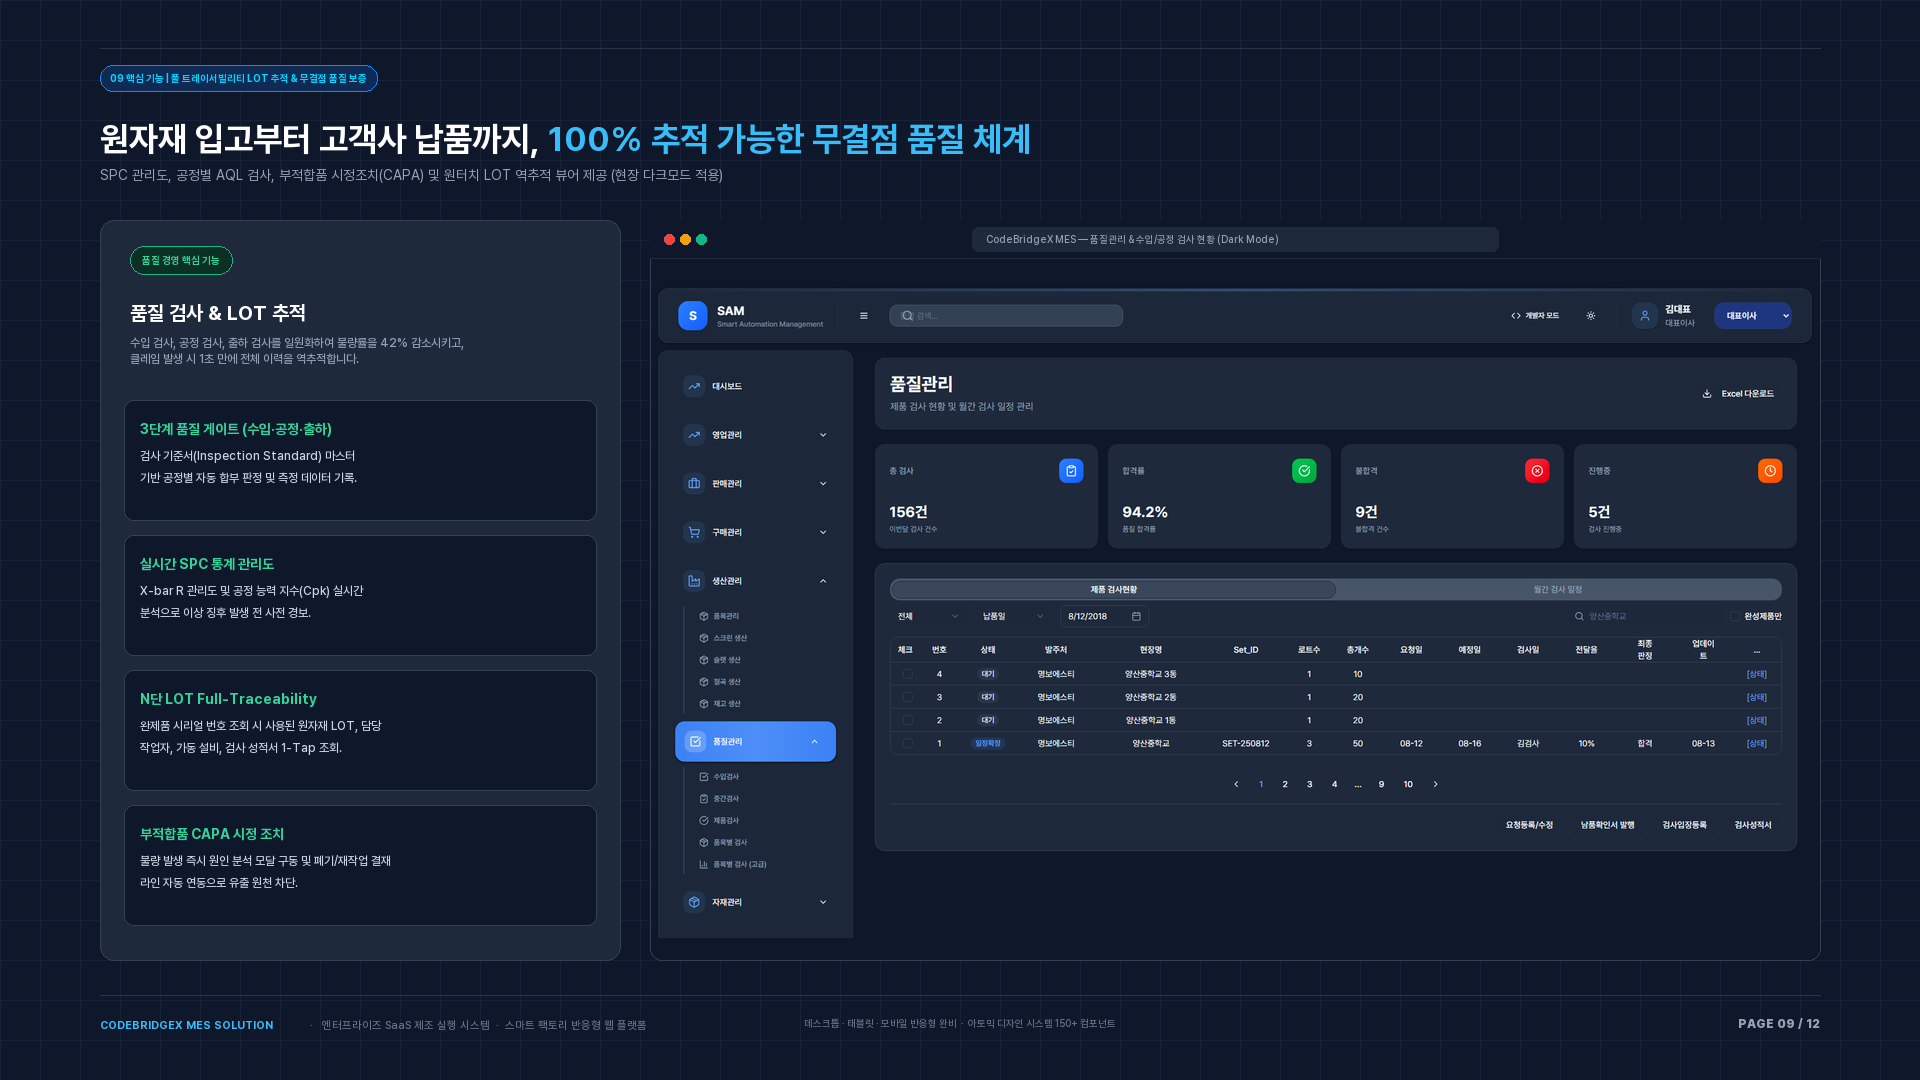 09 핵심 기능 | 풀 트레이서빌리티 LOT 추적 & 무결점 품질 보증
원자재 입고부터 고객사 납품까지, 100% 추적 가능한 무결점 품질 체계
SPC 관리도, 공정별 AQL 검사, 부적합품 시정조치(CAPA) 및 원터치 LOT 역추적 뷰어 제공 (현장 다크모드 적용)
품질 경영 핵심 기능
품질 검사 & LOT 추적
수입 검사, 공정 검사, 출하 검사를 일원화하여 불량률을 42% 감소시키고,
클레임 발생 시 1초 만에 전체 이력을 역추적합니다.
3단계 품질 게이트 (수입·공정·출하)
검사 기준서(Inspection Standard) 마스터
기반 공정별 자동 합부 판정 및 측정 데이터 기록.
실시간 SPC 통계 관리도
X-bar R 관리도 및 공정 능력 지수(Cpk) 실시간
분석으로 이상 징후 발생 전 사전 경보.
N단 LOT Full-Traceability
완제품 시리얼 번호 조회 시 사용된 원자재 LOT, 담당
작업자, 가동 설비, 검사 성적서 1-Tap 조회.
부적합품 CAPA 시정 조치
불량 발생 즉시 원인 분석 모달 구동 및 폐기/재작업 결재
라인 자동 연동으로 유출 원천 차단.
CodeBridgeX MES — 품질관리 & 수입/공정 검사 현황 (Dark Mode)
S
SAM
Smart Automation Management
검색...
개발자 모드
김대표
대표이사
대표이사
대시보드
영업관리
판매관리
구매관리
생산관리
품목관리
스크린 생산
슬랫 생산
절곡 생산
재고 생산
품질관리
수입검사
중간검사
제품검사
품목별 검사
품목별 검사 (고급)
자재관리
품질관리
제품 검사 현황 및 월간 검사 일정 관리
Excel 다운로드
총 검사
156건
이번달 검사 건수
합격률
94.2%
품질 합격률
불합격
9건
불합격 건수
진행중
5건
검사 진행중
제품 검사현황
월간 검사 일정
전체
납품일
8/12/2018
양산중학교
완성제품만
체크 번호 상태 발주처 현장명 Set_ID 로트수 총개수 요청일 예정일 검사일 전달율 최종판정 업데이트 ...
4 대기 명보에스티 양산중학교 3동 1 10 [상태]
3 대기 명보에스티 양산중학교 2동 1 20 [상태]
2 대기 명보에스티 양산중학교 1동 1 20 [상태]
1 일정확정 명보에스티 양산중학교 SET-250812 3 50 08-12 08-16 김검사 10% 합격 08-13 [상태]
1 2 3 4 ... 9 10
요청등록/수정
납품확인서 발행
검사입장등록
검사성적서
CODEBRIDGEX MES SOLUTION · 엔터프라이즈 SaaS 제조 실행 시스템 · 스마트 팩토리 반응형 웹 플랫폼
데스크톱 · 태블릿 · 모바일 반응형 완비 · 아토믹 디자인 시스템 150+ 컴포넌트
PAGE 09 / 12